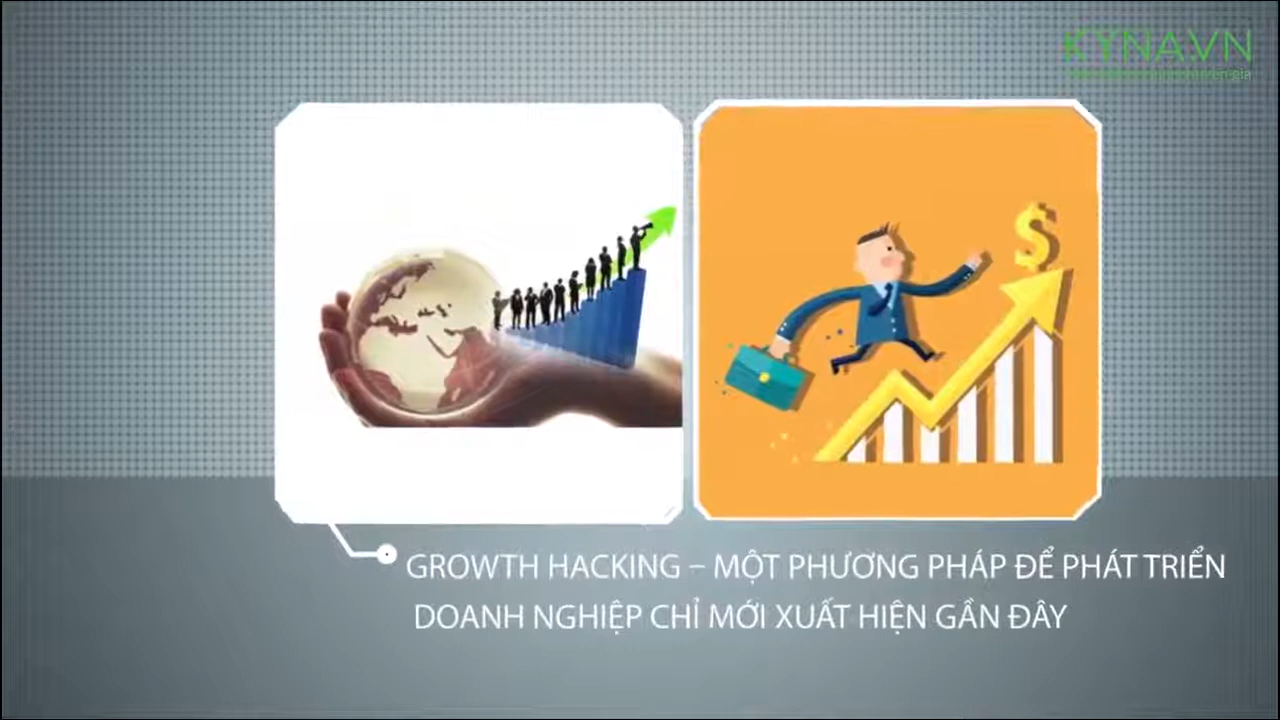 KYNA.VN
GROWTH HACKING – MỘT PHƯƠNG PHÁP ĐỂ PHÁT TRIỂN
DOANH NGHIỆP CHỈ MỚI XUẤT HIỆN GẦN ĐÂY